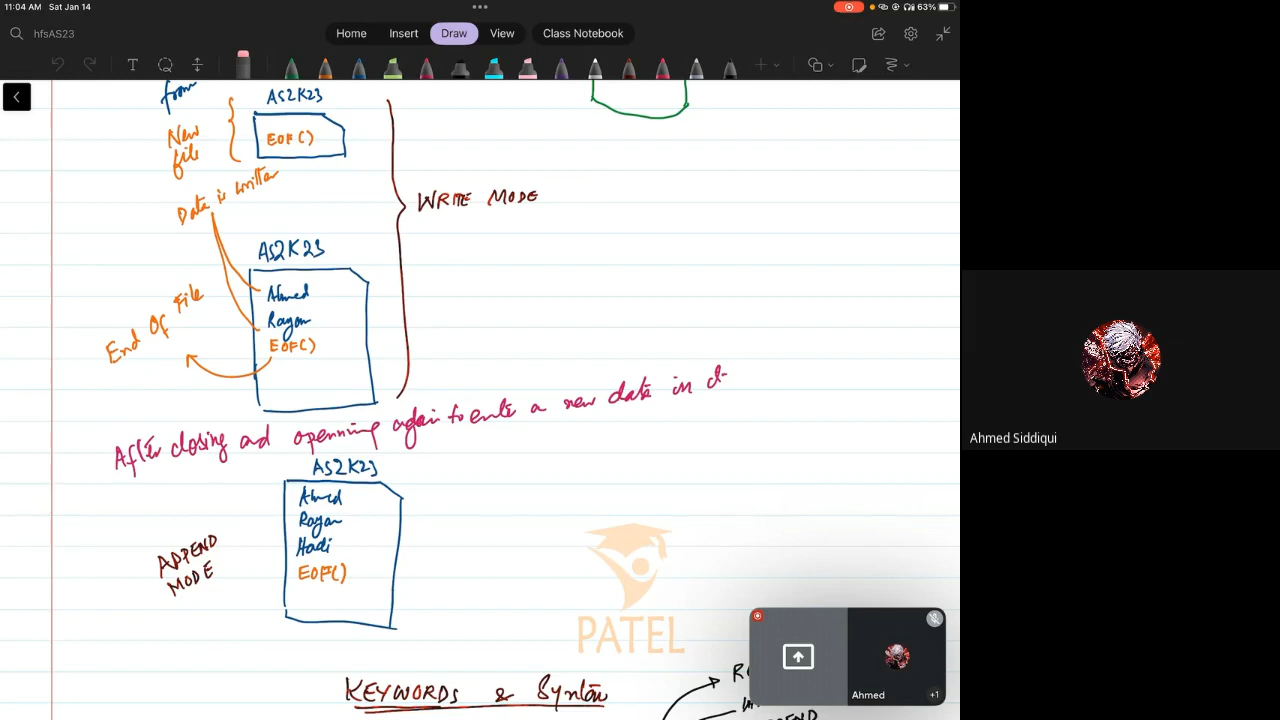 11:04 AM Sat Jan 14
63%
hfsAS23
Home Insert Draw View Class Notebook
from
AS2K23
New
file
EOF()
Data is written
WRITE MODE
AS2K23
Ahmed
Rayan
EOF()
End Of File
After closing and openning again to ente a new data in
AS2K23
Ahmed
Rayan
Hadi
EOF()
APPEND
MODE
PATEL
KEYWORDS & Syntax
Ahmed Siddiqui
Ahmed
+1